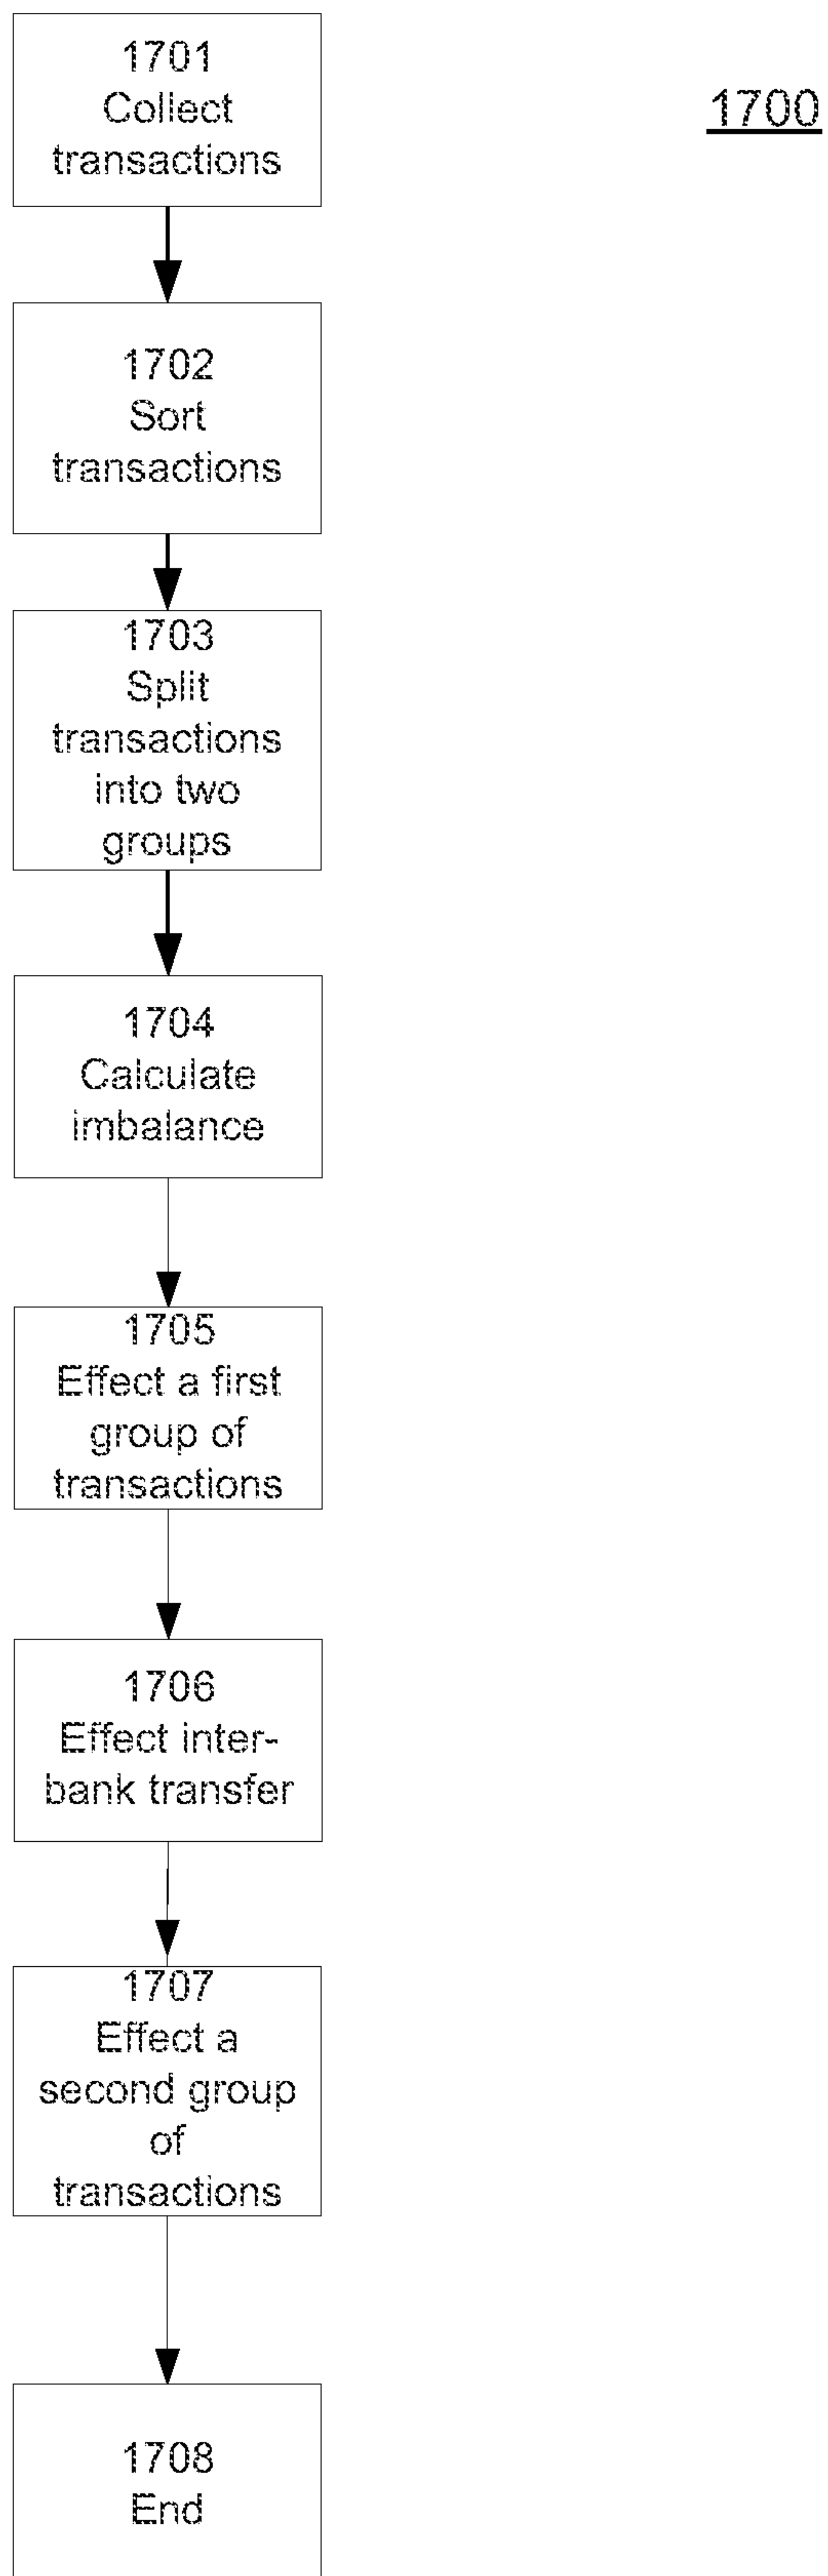 1701
Collect
transactions
1700
1702
Sort
transactions
1703
Split
transactions
into two
groups
1704
Calculate
imbalance
1705
Effect a first
group of
transactions
1706
Effect inter-
bank transfer
1707
Effect a
second group
of
transactions
1708
End